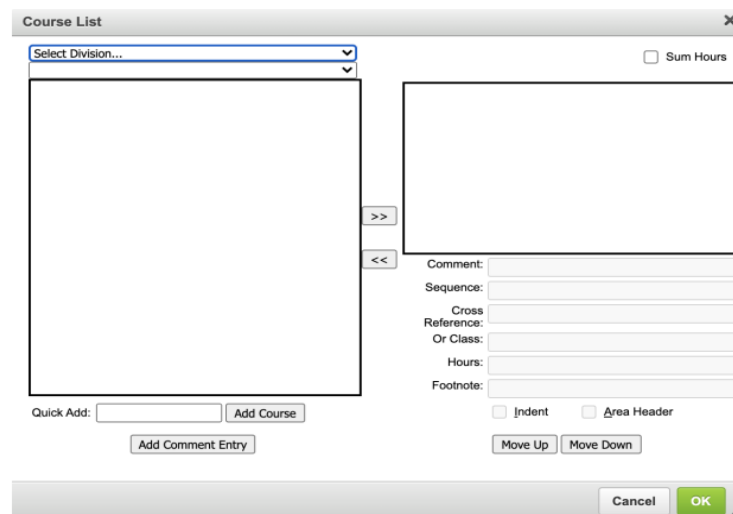 Course List
Select Division...
Sum Hours
>>
<<
Comment:
Sequence:
Cross
Reference:
Or Class:
Hours:
Footnote:
Quick Add:
Add Course
Indent
Area Header
Add Comment Entry
Move Up
Move Down
Cancel
OK